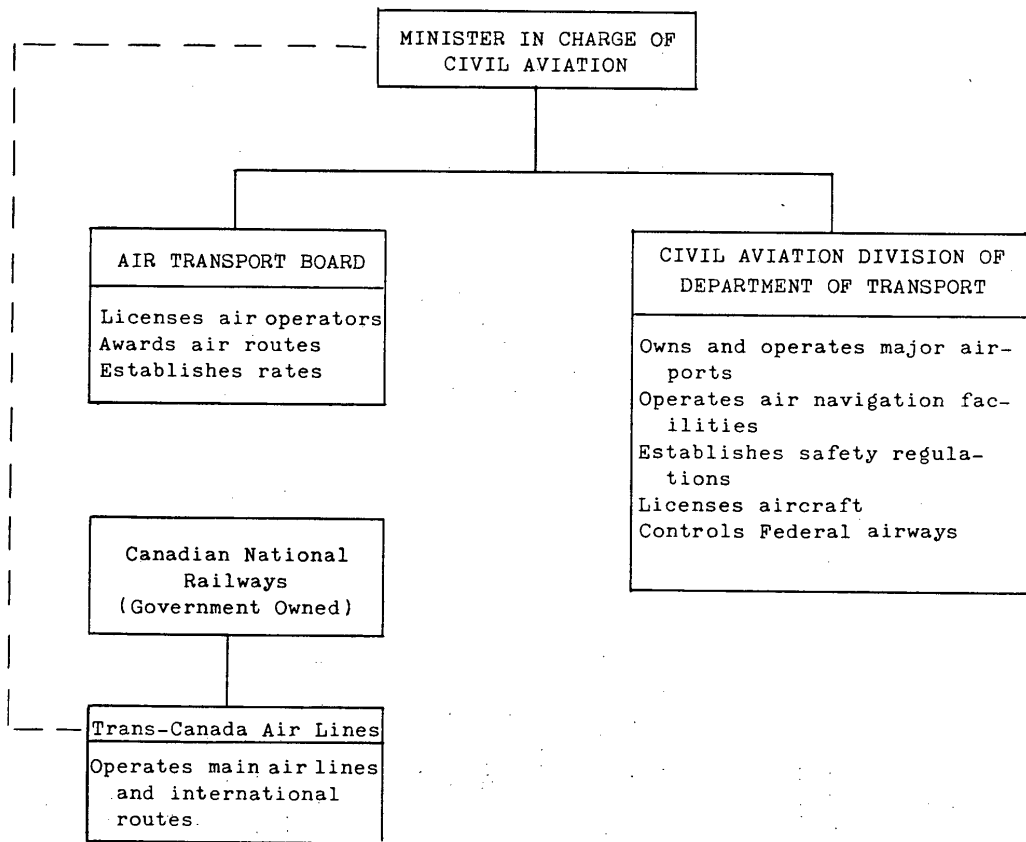 MINISTER IN CHARGE OF
CIVIL AVIATION
AIR TRANSPORT BOARD
Licenses air operators
Awards air routes
Establishes rates
CIVIL AVIATION DIVISION OF
DEPARTMENT OF TRANSPORT
Owns and operates major air-
ports
Operates air navigation fac-
ilities
Establishes safety regula-
tions
Licenses aircraft
Controls Federal airways
Canadian National
Railways
(Government Owned)
Trans-Canada Air Lines
Operates main air lines
and international
routes